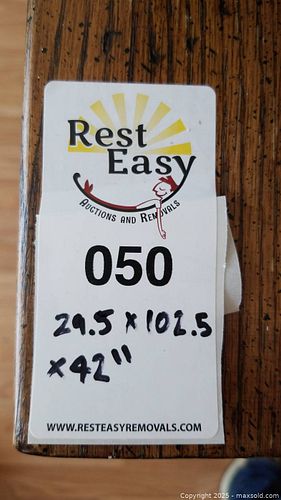 Rest
Easy
AUCTIONS AND REMOVALS
050
29.5 x 102.5
x 42"
WWW.RESTEASYREMOVALS.COM
Copyright 2025 - maxsold.com